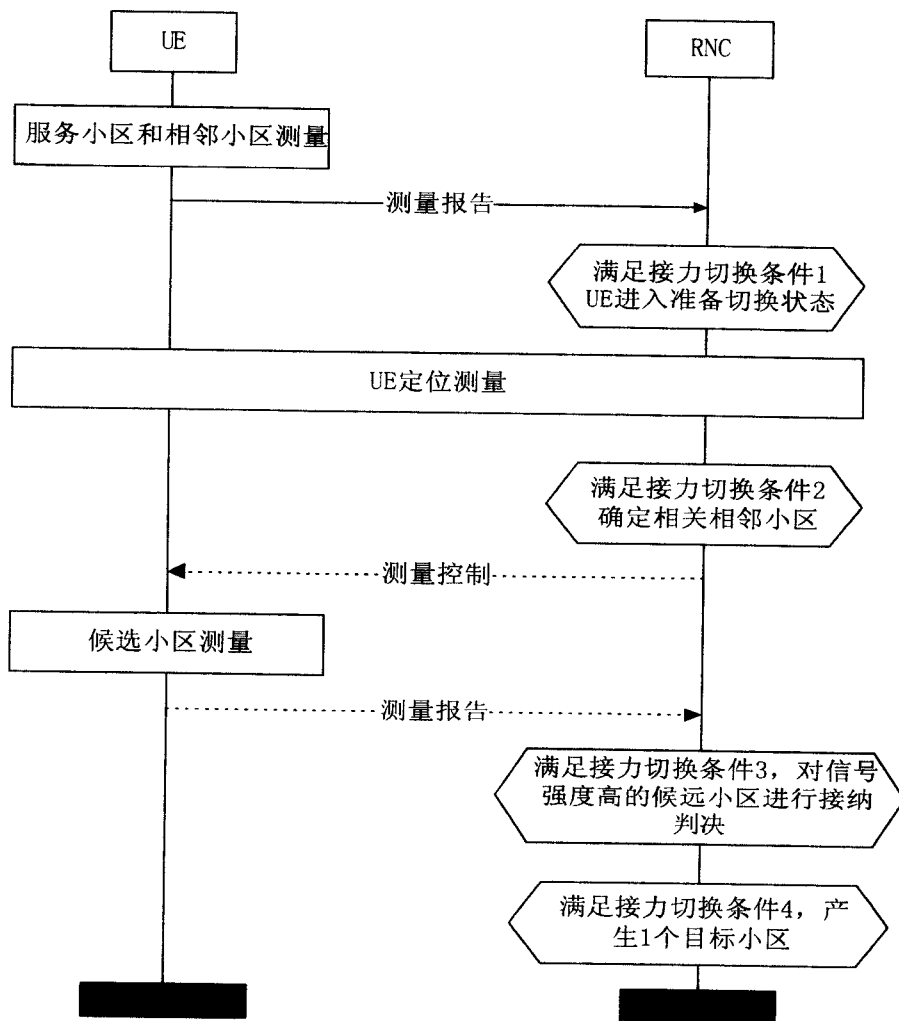 UE
RNC
服务小区和相邻小区测量
测量报告
满足接力切换条件1
UE进入准备切换状态
UE定位测量
满足接力切换条件2
确定相关相邻小区
测量控制
候选小区测量
测量报告
满足接力切换条件3，对信号
强度高的候远小区进行接纳
判决
满足接力切换条件4，产
生1个目标小区